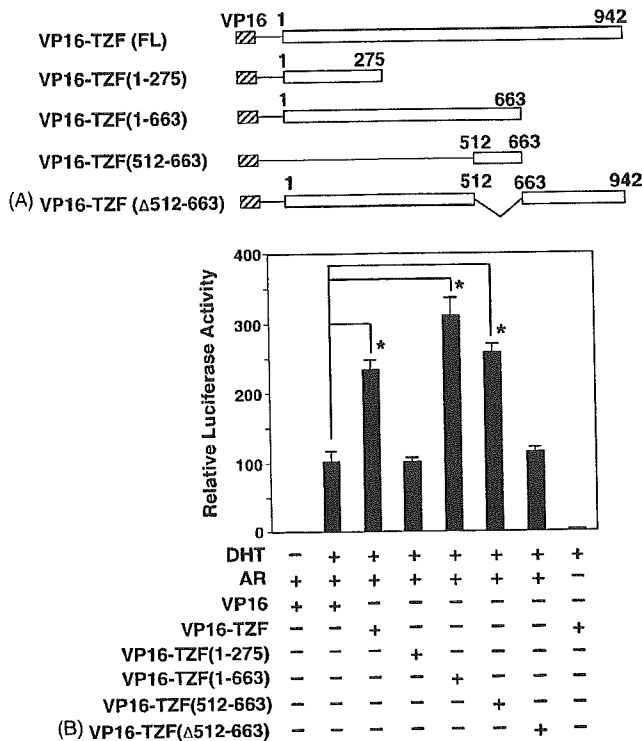 VP16 1 942
VP16-TZF (FL)
1 275
VP16-TZF(1-275)
1 663
VP16-TZF(1-663)
512 663
VP16-TZF(512-663)
1 512 663 942
(A) VP16-TZF (Δ512-663)
Relative Luciferase Activity
400
300
250
100
0
* * *
DHT − + + + + + + +
AR + + + + + + + −
VP16 + + − − − − − −
VP16-TZF − − + − − − − +
VP16-TZF(1-275) − − − + − − − −
VP16-TZF(1-663) − − − − + − − −
VP16-TZF(512-663) − − − − − + − −
(B) VP16-TZF(Δ512-663) − − − − − − + −